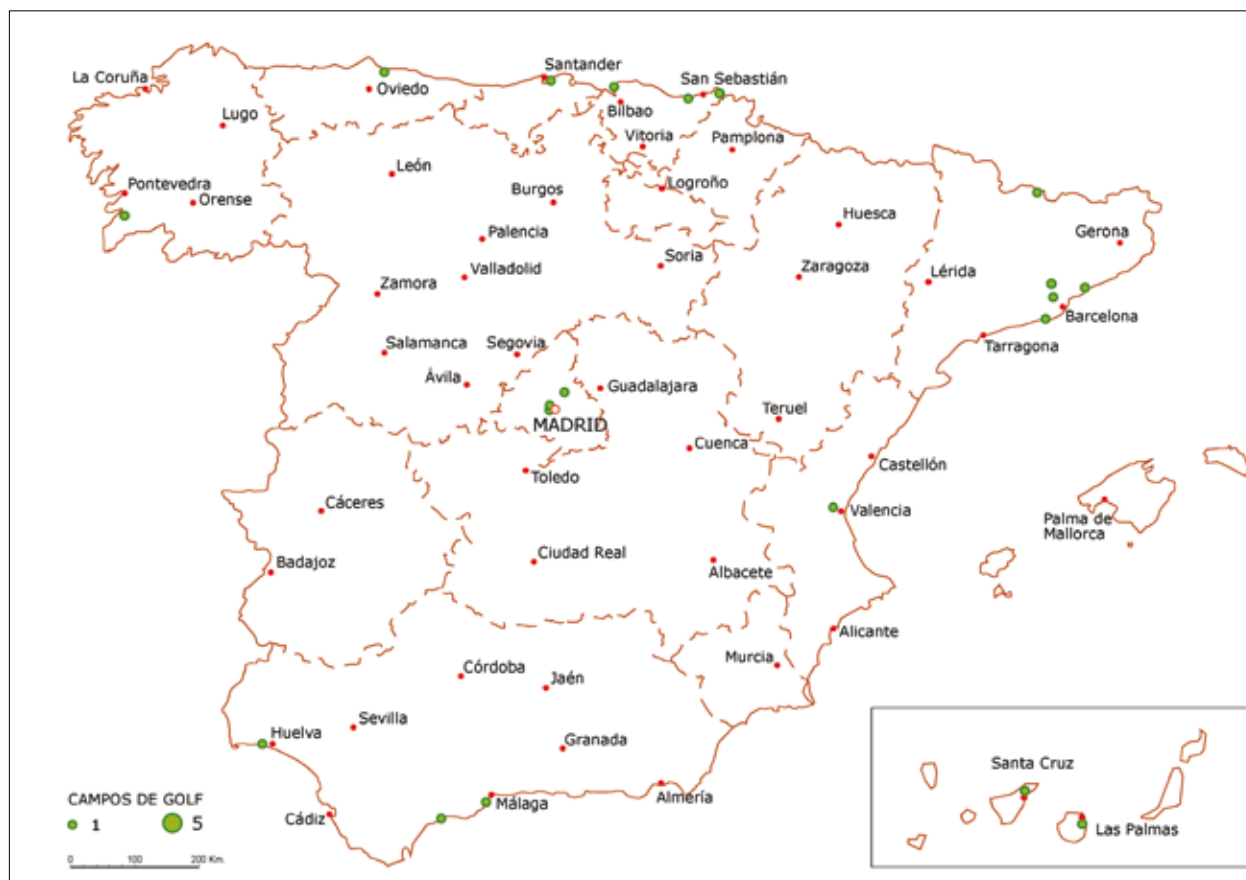 Santander
La Coruña
San Sebastián
Oviedo
Bilbao
Lugo
Vitoria
Pamplona
León
Pontevedra
Logroño
Burgos
Orense
Huesca
Gerona
Palencia
Soria
Valladolid
Zaragoza
Lérida
Zamora
Barcelona
Salamanca
Segovia
Tarragona
Ávila
Guadalajara
Teruel
MADRID
Cuenca
Castellón
Toledo
Cáceres
Valencia
Palma de
Mallorca
Ciudad Real
Badajoz
Albacete
Alicante
Murcia
Córdoba
Jaén
Sevilla
Huelva
Granada
Santa Cruz
CAMPOS DE GOLF
Málaga
Almería
1 5
Cádiz
Las Palmas
0 100 200 Km.